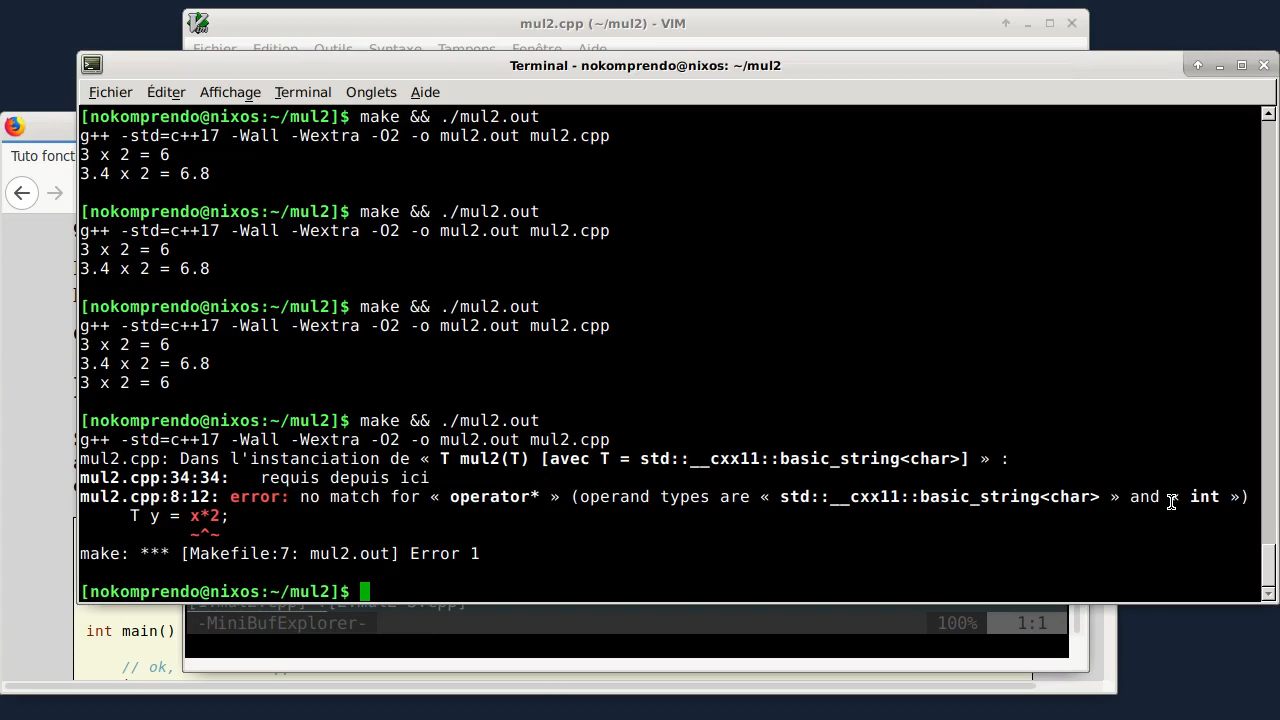 mul2.cpp (~/mul2) - VIM
Fichier Edition Outils Syntaxe Tampons Fenêtre Aide
Terminal - nokomprendo@nixos: ~/mul2
Fichier Éditer Affichage Terminal Onglets Aide
Tuto fonct
[nokomprendo@nixos:~/mul2]$ make && ./mul2.out
g++ -std=c++17 -Wall -Wextra -O2 -o mul2.out mul2.cpp
3 x 2 = 6
3.4 x 2 = 6.8
[nokomprendo@nixos:~/mul2]$ make && ./mul2.out
g++ -std=c++17 -Wall -Wextra -O2 -o mul2.out mul2.cpp
3 x 2 = 6
3.4 x 2 = 6.8
[nokomprendo@nixos:~/mul2]$ make && ./mul2.out
g++ -std=c++17 -Wall -Wextra -O2 -o mul2.out mul2.cpp
3 x 2 = 6
3.4 x 2 = 6.8
3 x 2 = 6
[nokomprendo@nixos:~/mul2]$ make && ./mul2.out
g++ -std=c++17 -Wall -Wextra -O2 -o mul2.out mul2.cpp
mul2.cpp: Dans l'instanciation de « T mul2(T) [avec T = std::__cxx11::basic_string<char>] » :
mul2.cpp:34:34:   requis depuis ici
mul2.cpp:8:12: error: no match for « operator* » (operand types are « std::__cxx11::basic_string<char> » and « int »)
     T y = x*2;
           ~^~
make: *** [Makefile:7: mul2.out] Error 1
[nokomprendo@nixos:~/mul2]$
-MiniBufExplorer- 100% 1:1
int main()
// ok,